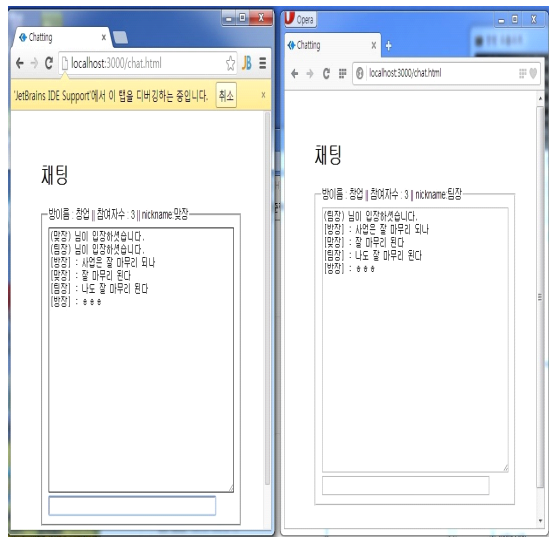 Chatting
localhost:3000/chat.html
'JetBrains IDE Support'에서 이 탭을 디버깅하는 중입니다. 취소
채팅
방이름 : 창업 || 참여자수 : 3 || nickname:맞장
(맞장) 님이 입장하셧습니다.
(팀장) 님이 입장하셧습니다.
[방장] : 사업은 잘 마무리 되나
[맞장] : 잘 마무리 된다
[팀장] : 나도 잘 마무리 된다
[방장] : ㅎㅎㅎ
Opera
Chatting
localhost:3000/chat.html
채팅
방이름 : 창업 || 참여자수 : 3 || nickname:팀장
(팀장) 님이 입장하셧습니다.
[방장] : 사업은 잘 마무리 되나
[맞장] : 잘 마무리 된다
[팀장] : 나도 잘 마무리 된다
[방장] : ㅎㅎㅎ